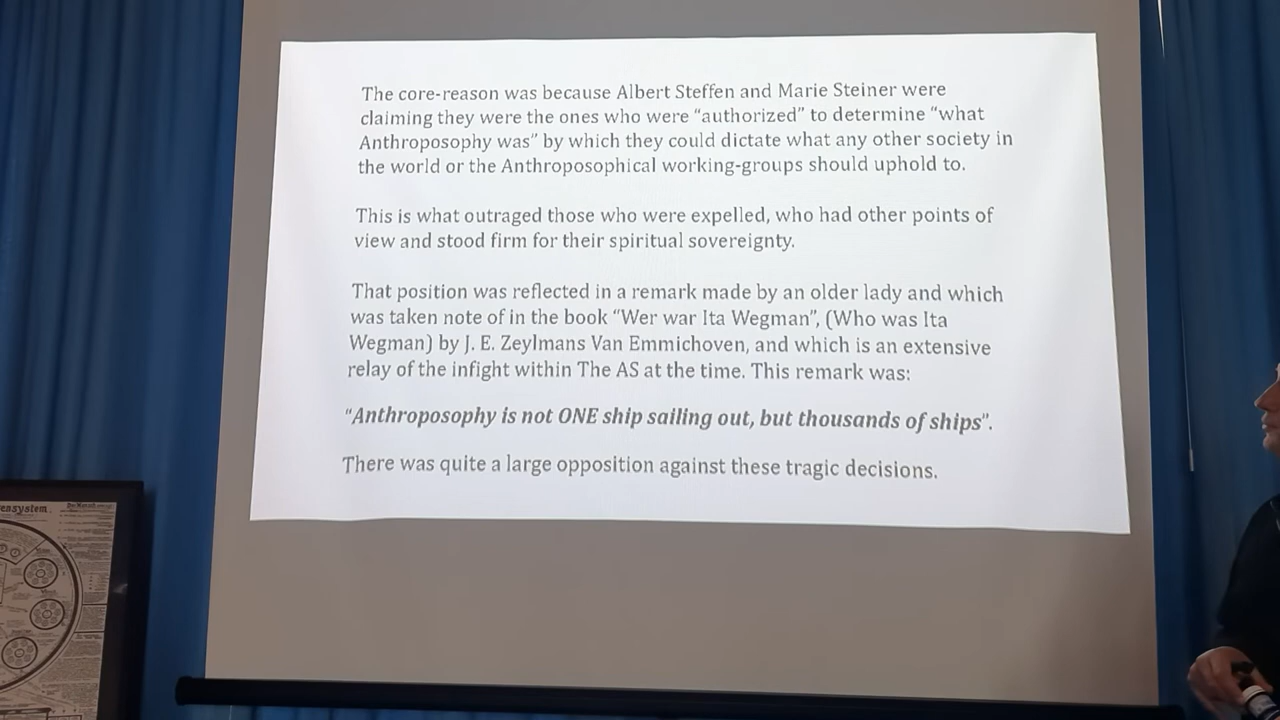 The core-reason was because Albert Steffen and Marie Steiner were
claiming they were the ones who were “authorized” to determine “what
Anthroposophy was” by which they could dictate what any other society in
the world or the Anthroposophical working-groups should uphold to.
This is what outraged those who were expelled, who had other points of
view and stood firm for their spiritual sovereignty.
That position was reflected in a remark made by an older lady and which
was taken note of in the book “Wer war Ita Wegman”, (Who was Ita
Wegman) by J. E. Zeylmans Van Emmichoven, and which is an extensive
relay of the infight within The AS at the time. This remark was:
“Anthroposophy is not ONE ship sailing out, but thousands of ships”.
There was quite a large opposition against these tragic decisions.
ensystem